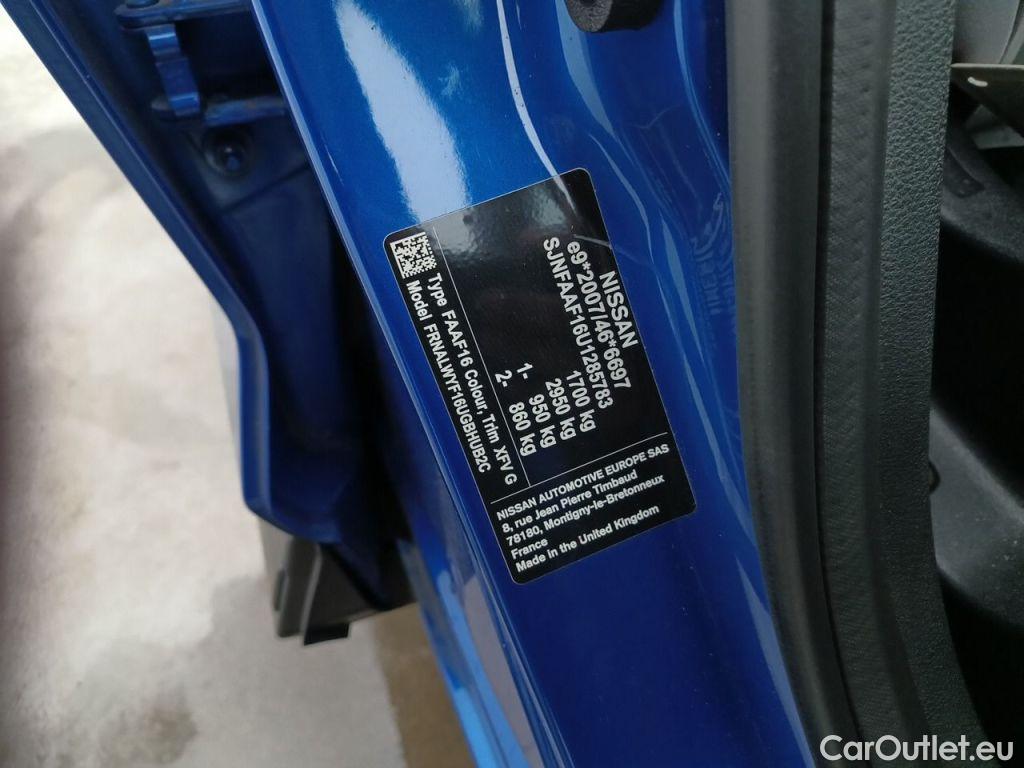 NISSAN
e9*2007/46*6697
SJNFAAF16U1285783
1700 kg
2950 kg
1- 950 kg
2- 860 kg
Type FAAF16 Colour, Trim XFV G
Model FRNALWYF16UGBHUB2C
NISSAN AUTOMOTIVE EUROPE SAS
8, rue Jean Pierre Timbaud
78180, Montigny-le-Bretonneux
France
Made in the United Kingdom
CarOutlet.eu